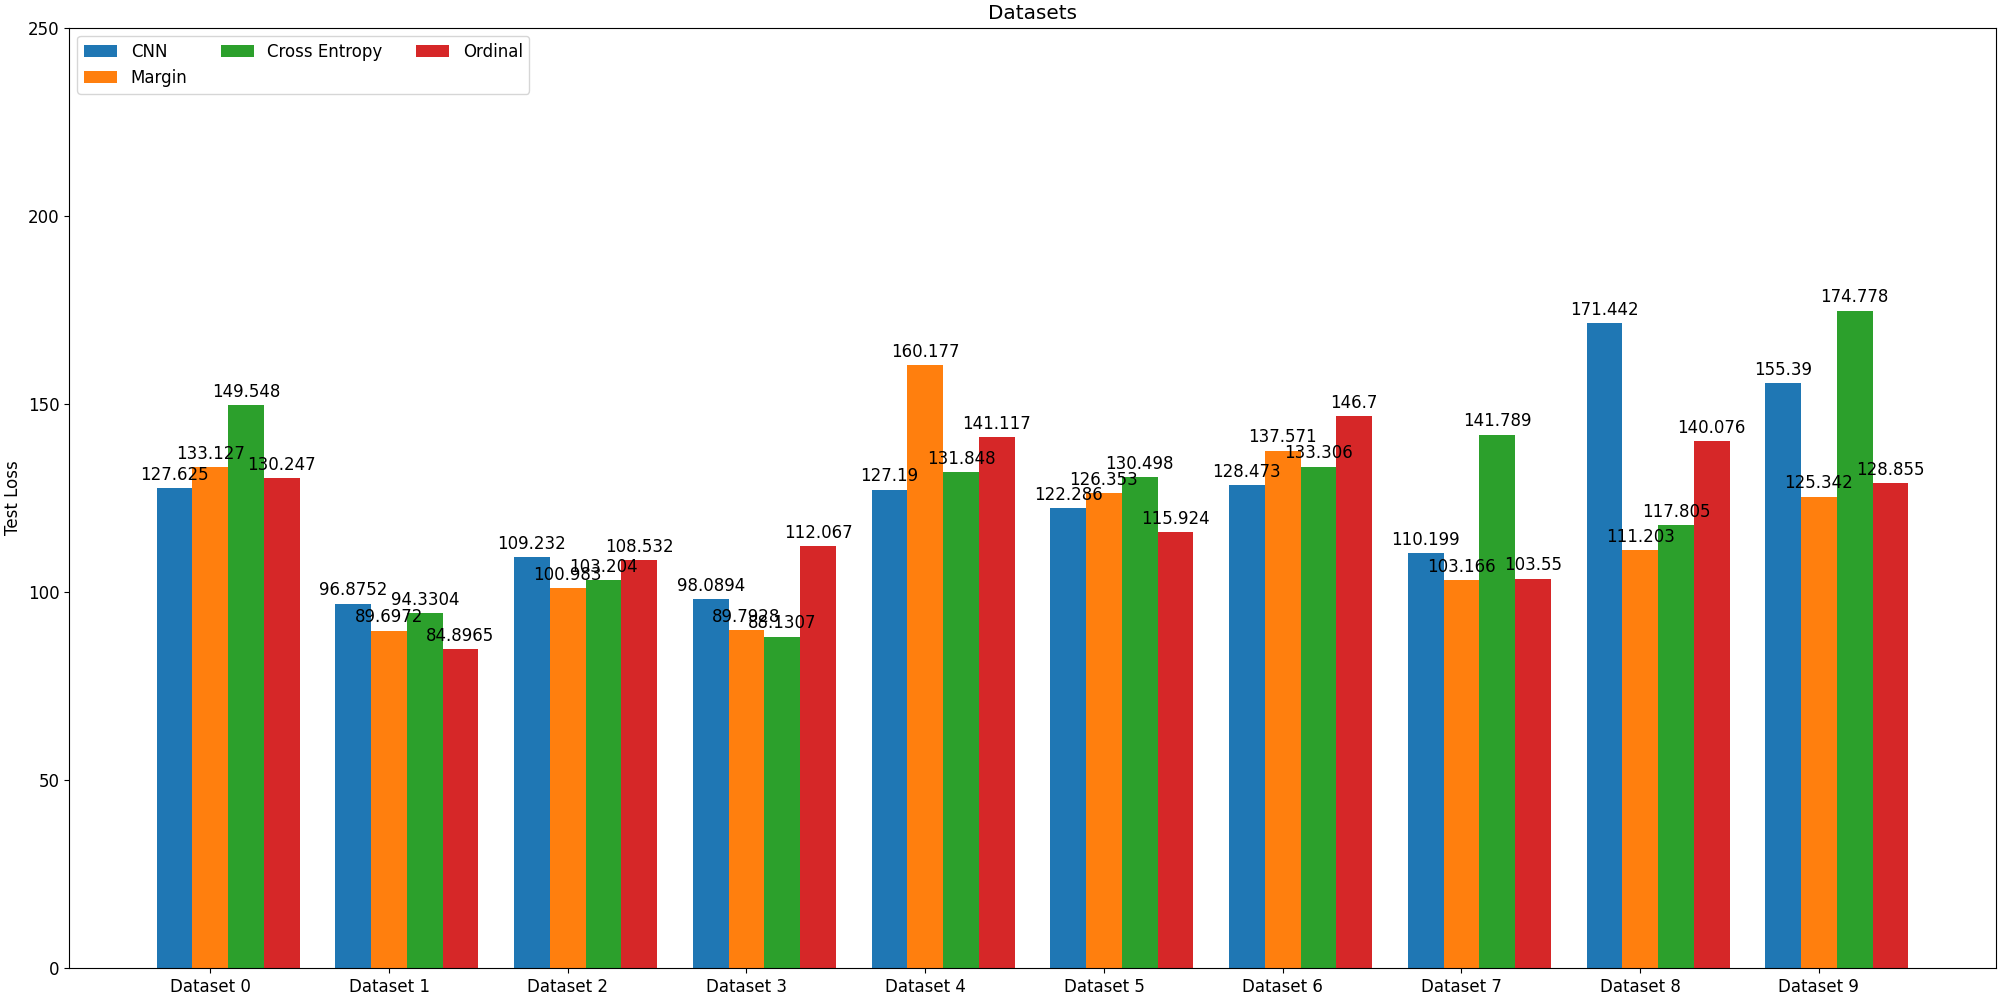 Datasets
CNN
Margin
Cross Entropy
Ordinal
Test Loss
250
200
150
100
50
0
127.625
133.127
149.548
130.247
96.8752
89.6972
94.3304
84.8965
109.232
100.983
103.204
108.532
98.0894
89.7928
88.1307
112.067
127.19
160.177
131.848
141.117
122.286
126.353
130.498
115.924
128.473
137.571
133.306
146.7
110.199
103.166
141.789
103.55
171.442
111.203
117.805
140.076
155.39
125.342
174.778
128.855
Dataset 0
Dataset 1
Dataset 2
Dataset 3
Dataset 4
Dataset 5
Dataset 6
Dataset 7
Dataset 8
Dataset 9